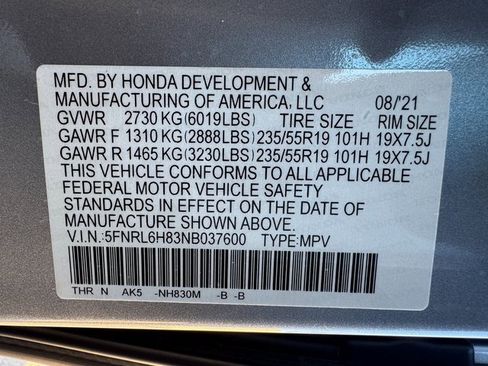 MFD. BY HONDA DEVELOPMENT &
MANUFACTURING OF AMERICA, LLC 08/'21
GVWR 2730 KG(6019LBS) TIRE SIZE RIM SIZE
GAWR F 1310 KG(2888LBS) 235/55R19 101H 19X7.5J
GAWR R 1465 KG(3230LBS) 235/55R19 101H 19X7.5J
THIS VEHICLE CONFORMS TO ALL APPLICABLE
FEDERAL MOTOR VEHICLE SAFETY
STANDARDS IN EFFECT ON THE DATE OF
MANUFACTURE SHOWN ABOVE.
V.I.N.:5FNRL6H83NB037600 TYPE:MPV
THR N AK5 -NH830M -B -B